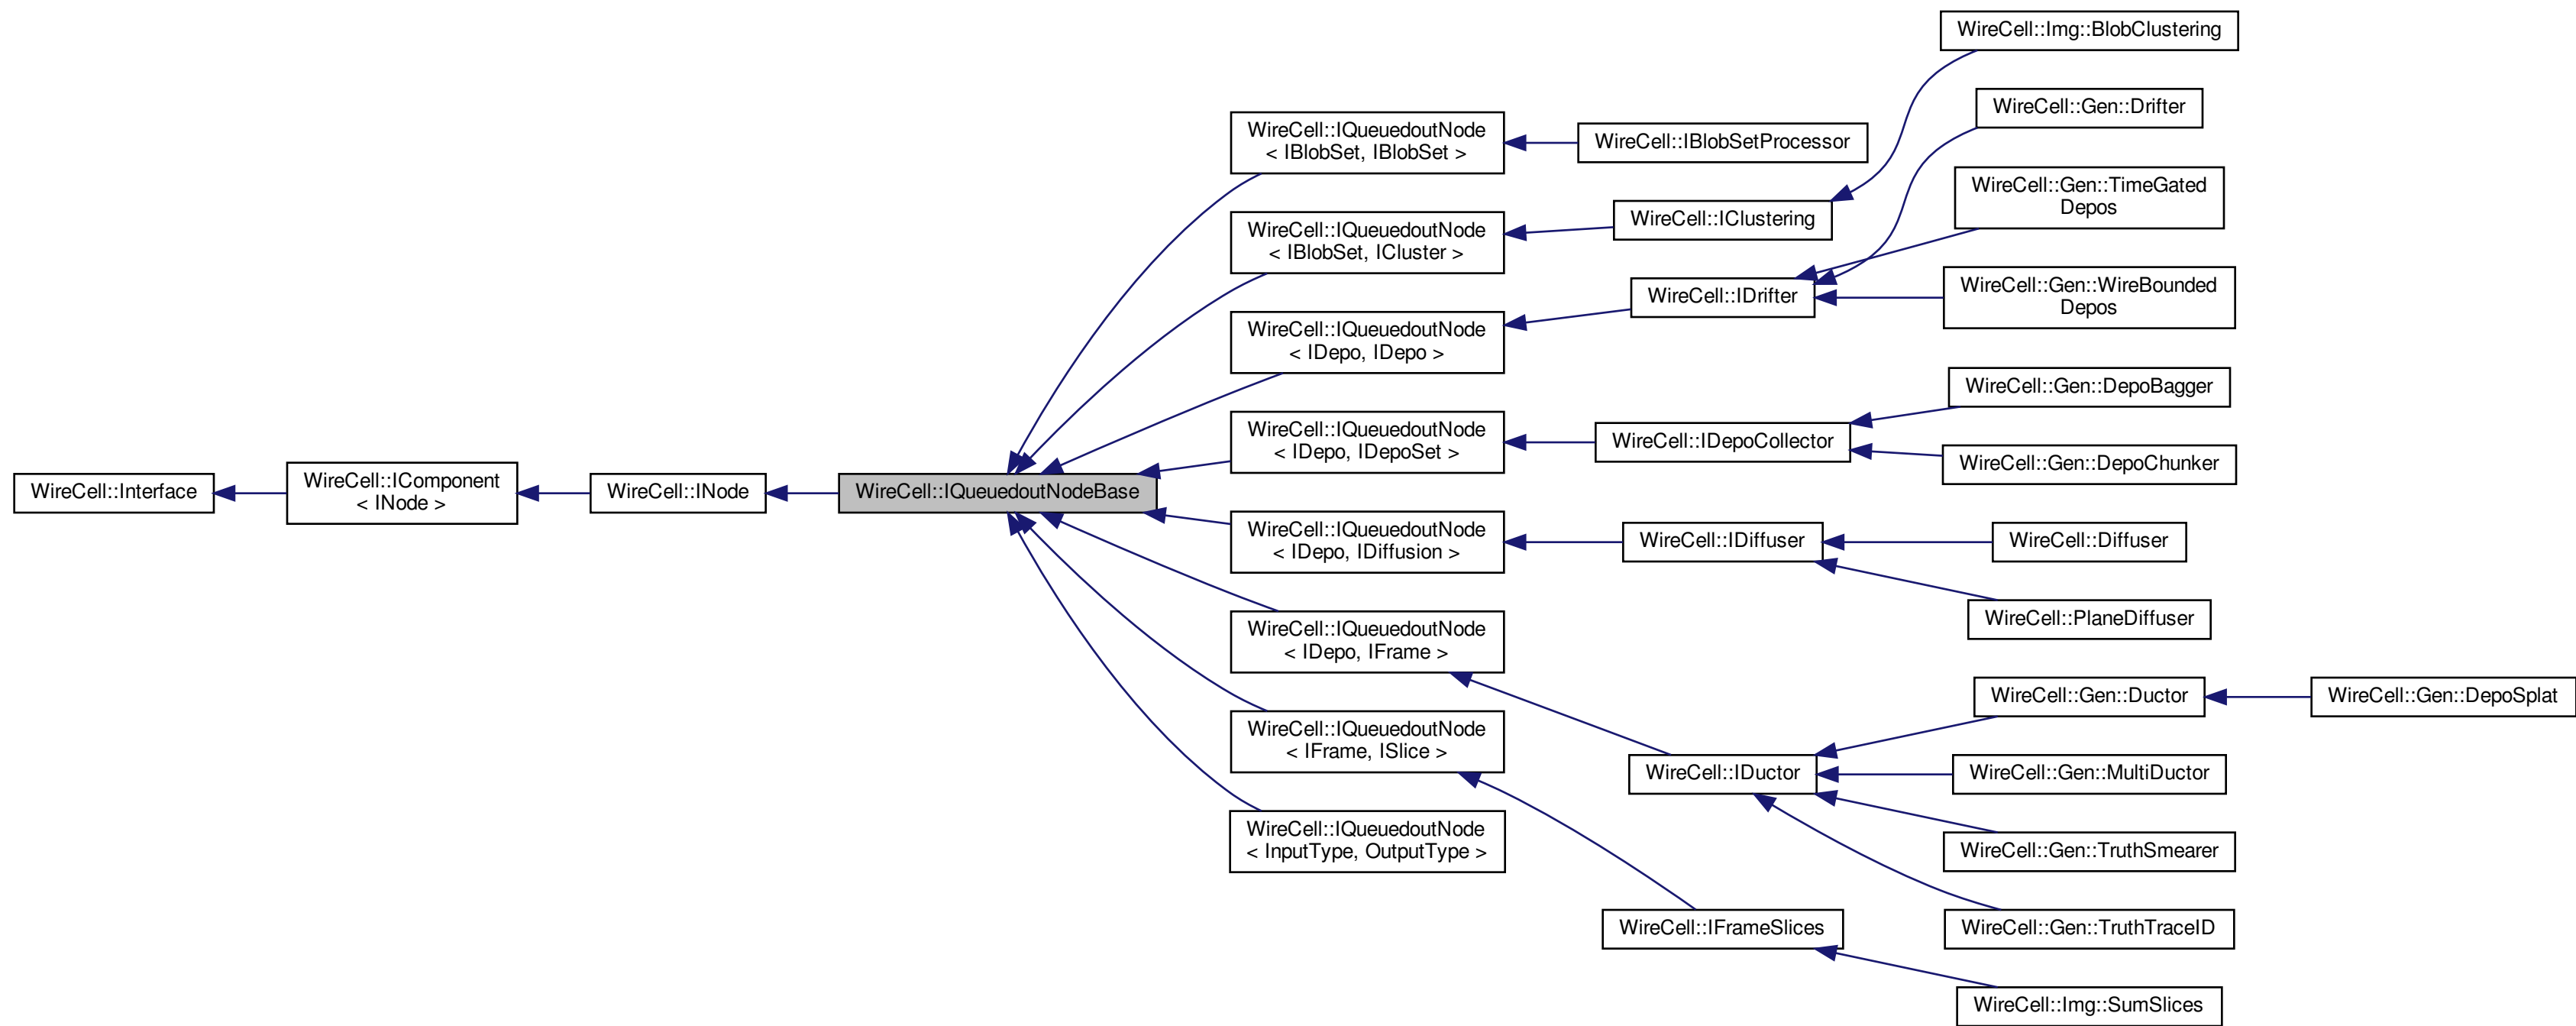 WireCell::Interface
WireCell::IComponent
< INode >
WireCell::INode
WireCell::IQueuedoutNodeBase
WireCell::IQueuedoutNode
< IBlobSet, IBlobSet >
WireCell::IQueuedoutNode
< IBlobSet, ICluster >
WireCell::IQueuedoutNode
< IDepo, IDepo >
WireCell::IQueuedoutNode
< IDepo, IDepoSet >
WireCell::IQueuedoutNode
< IDepo, IDiffusion >
WireCell::IQueuedoutNode
< IDepo, IFrame >
WireCell::IQueuedoutNode
< IFrame, ISlice >
WireCell::IQueuedoutNode
< InputType, OutputType >
WireCell::IBlobSetProcessor
WireCell::IClustering
WireCell::IDrifter
WireCell::IDepoCollector
WireCell::IDiffuser
WireCell::IDuctor
WireCell::IFrameSlices
WireCell::Img::BlobClustering
WireCell::Gen::Drifter
WireCell::Gen::TimeGated
Depos
WireCell::Gen::WireBounded
Depos
WireCell::Gen::DepoBagger
WireCell::Gen::DepoChunker
WireCell::Diffuser
WireCell::PlaneDiffuser
WireCell::Gen::Ductor
WireCell::Gen::MultiDuctor
WireCell::Gen::TruthSmearer
WireCell::Gen::TruthTraceID
WireCell::Img::SumSlices
WireCell::Gen::DepoSplat